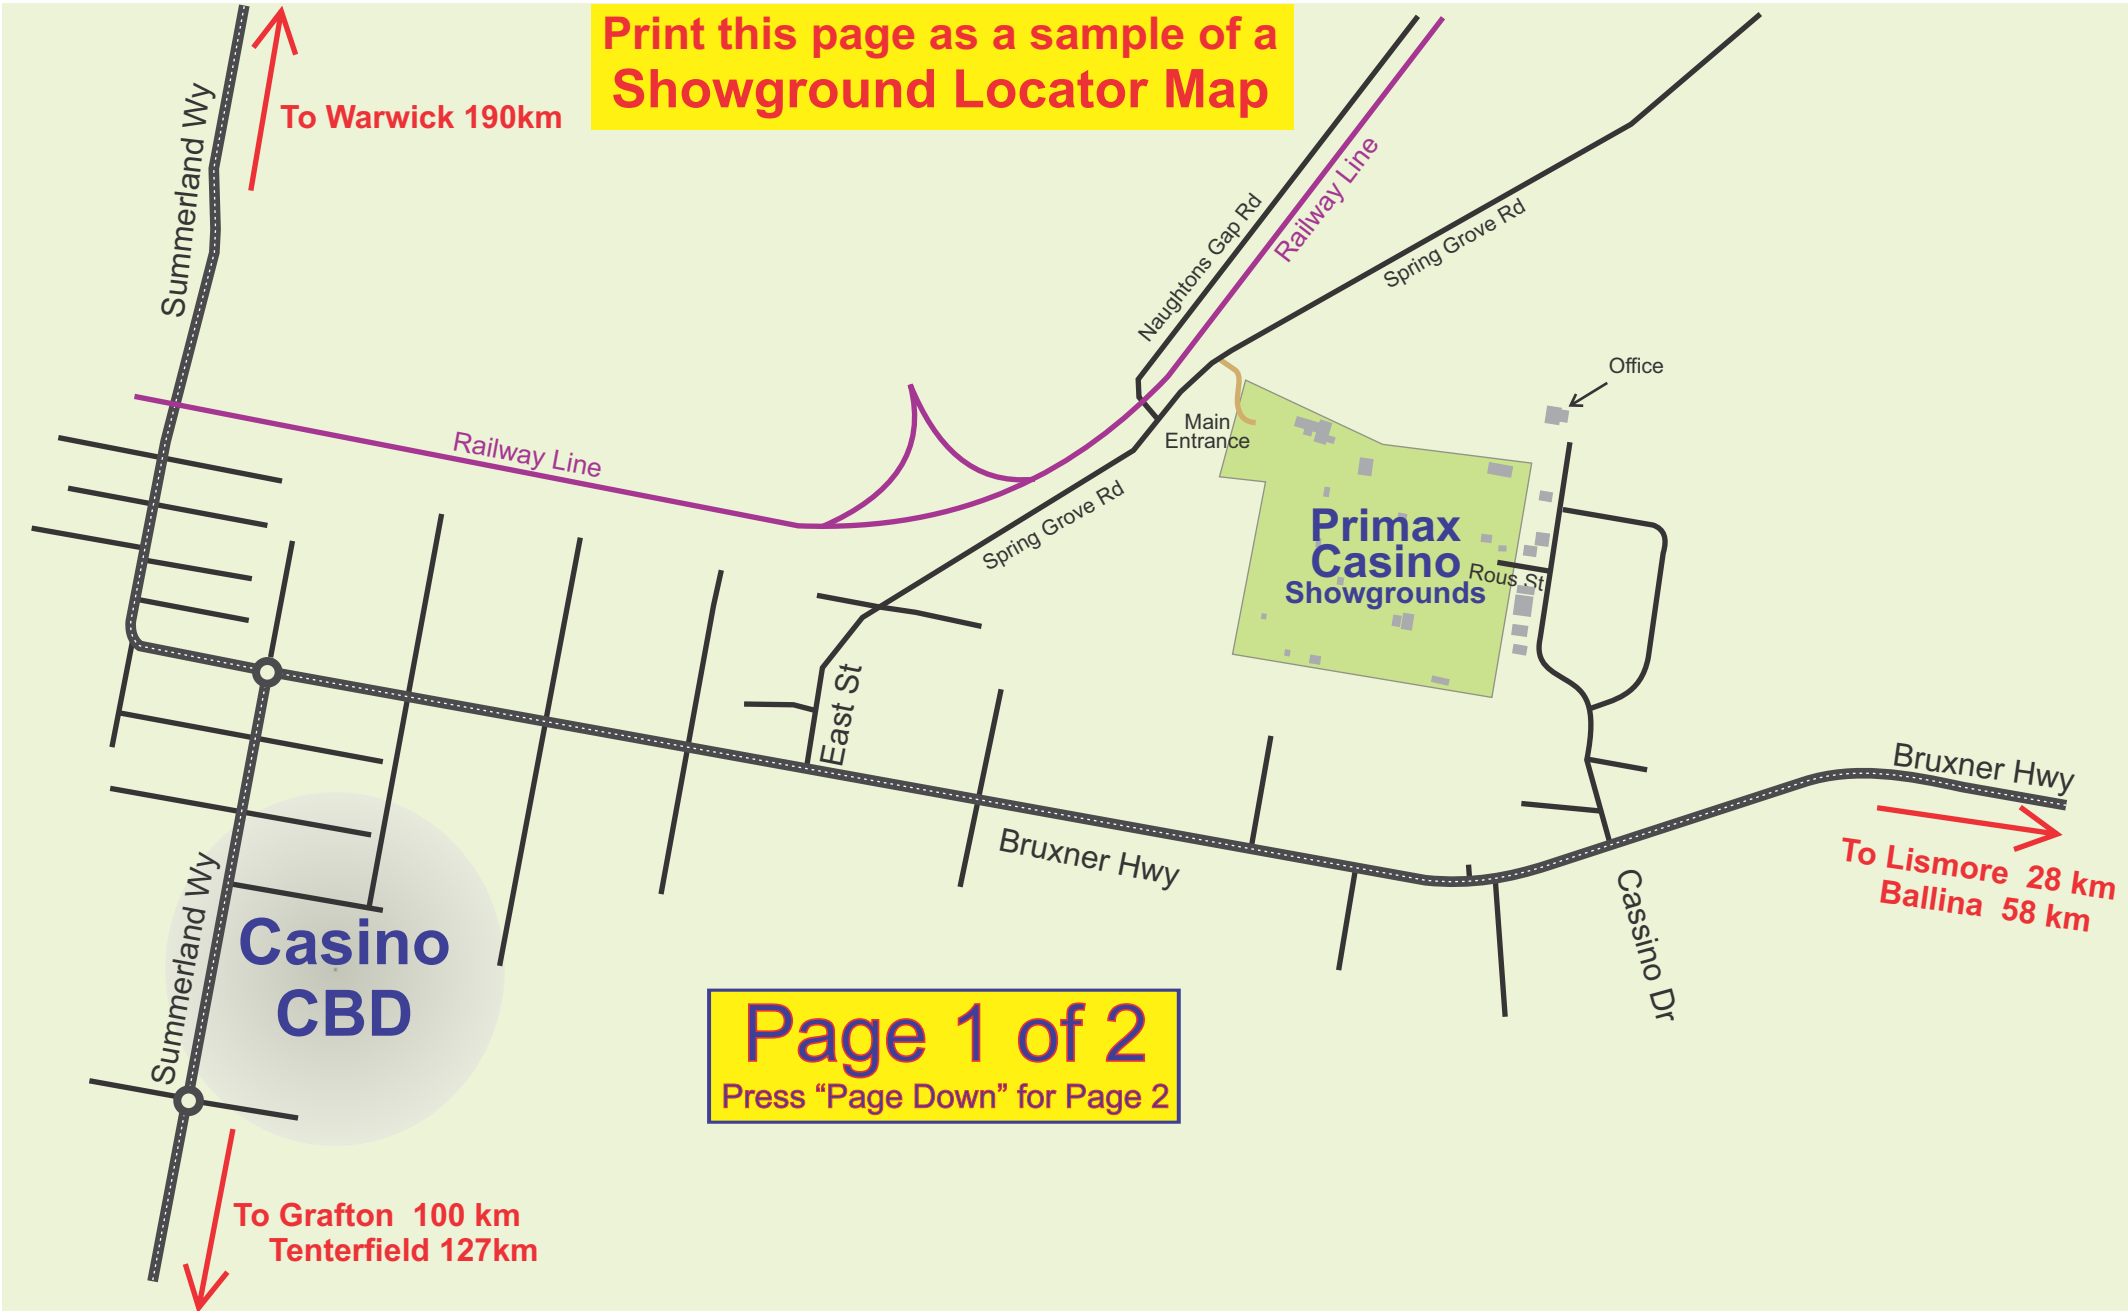 Print this page as a sample of a
Showground Locator Map
To Warwick 190km
Summerland Wy
Naughtons Gap Rd
Railway Line
Spring Grove Rd
Office
Main
Entrance
Railway Line
Spring Grove Rd
Primax
Casino
Showgrounds
Rous St
East St
Bruxner Hwy
Bruxner Hwy
To Lismore 28 km
Ballina 58 km
Cassino Dr
Summerland Wy
Casino
CBD
Page 1 of 2
Press “Page Down” for Page 2
To Grafton 100 km
Tenterfield 127km